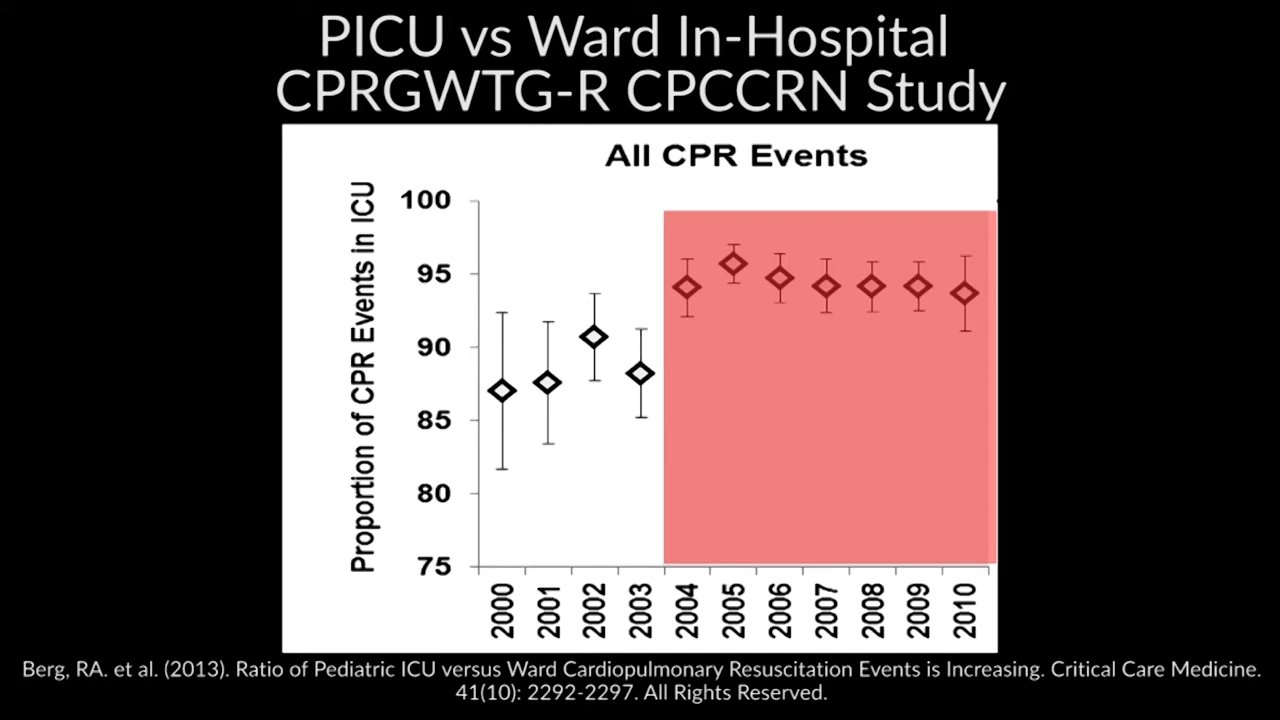 PICU vs Ward In-Hospital
CPRGWTG-R CPCCRN Study
All CPR Events
Proportion of CPR Events in ICU
100
95
90
85
80
75
2000
2001
2002
2003
2004
2005
2006
2007
2008
2009
2010
Berg, RA. et al. (2013). Ratio of Pediatric ICU versus Ward Cardiopulmonary Resuscitation Events is Increasing. Critical Care Medicine.
41(10): 2292-2297. All Rights Reserved.